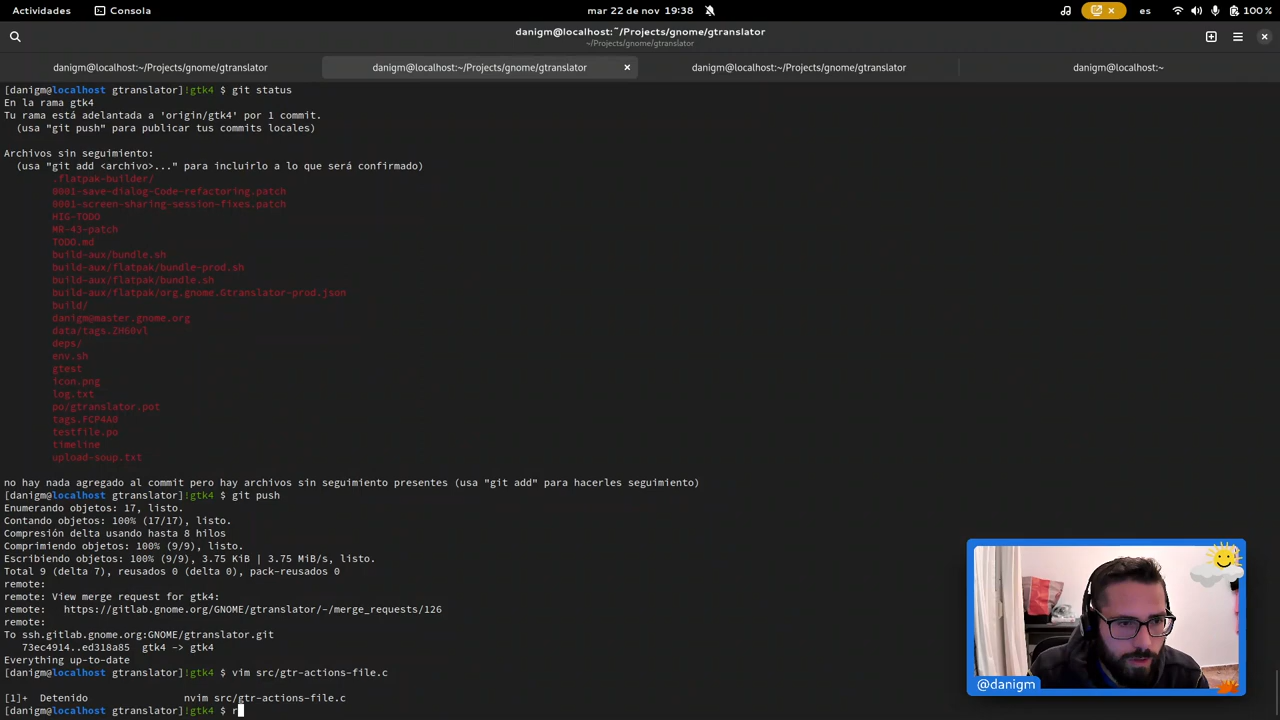 Actividades
Consola
mar 22 de nov 19:38
es
100 %
danigm@localhost:~/Projects/gnome/gtranslator
~/Projects/gnome/gtranslator
danigm@localhost:~/Projects/gnome/gtranslator
danigm@localhost:~/Projects/gnome/gtranslator
danigm@localhost:~/Projects/gnome/gtranslator
danigm@localhost:~
[danigm@localhost gtranslator]!gtk4 $ git status
En la rama gtk4
Tu rama está adelantada a 'origin/gtk4' por 1 commit.
(usa "git push" para publicar tus commits locales)
Archivos sin seguimiento:
(usa "git add <archivo>..." para incluirlo a lo que será confirmado)
.flatpak-builder/
0001-save-dialog-Code-refactoring.patch
0001-screen-sharing-session-fixes.patch
HIG-TODO
MR-43-patch
TODO.md
build-aux/bundle.sh
build-aux/flatpak/bundle-prod.sh
build-aux/flatpak/bundle.sh
build-aux/flatpak/org.gnome.Gtranslator-prod.json
build/
danigm@master.gnome.org
data/tags.ZH60vl
deps/
env.sh
gtest
icon.png
log.txt
po/gtranslator.pot
tags.FCP4A0
testfile.po
timeline
upload-soup.txt
no hay nada agregado al commit pero hay archivos sin seguimiento presentes (usa "git add" para hacerles seguimiento)
[danigm@localhost gtranslator]!gtk4 $ git push
Enumerando objetos: 17, listo.
Contando objetos: 100% (17/17), listo.
Compresión delta usando hasta 8 hilos
Comprimiendo objetos: 100% (9/9), listo.
Escribiendo objetos: 100% (9/9), 3.75 KiB | 3.75 MiB/s, listo.
Total 9 (delta 7), reusados 0 (delta 0), pack-reusados 0
remote:
remote: View merge request for gtk4:
remote:   https://gitlab.gnome.org/GNOME/gtranslator/-/merge_requests/126
remote:
To ssh.gitlab.gnome.org:GNOME/gtranslator.git
73ec4914..ed318a85  gtk4 -> gtk4
Everything up-to-date
[danigm@localhost gtranslator]!gtk4 $ vim src/gtr-actions-file.c
[1]+  Detenido                nvim src/gtr-actions-file.c
[danigm@localhost gtranslator]!gtk4 $ r
@danigm